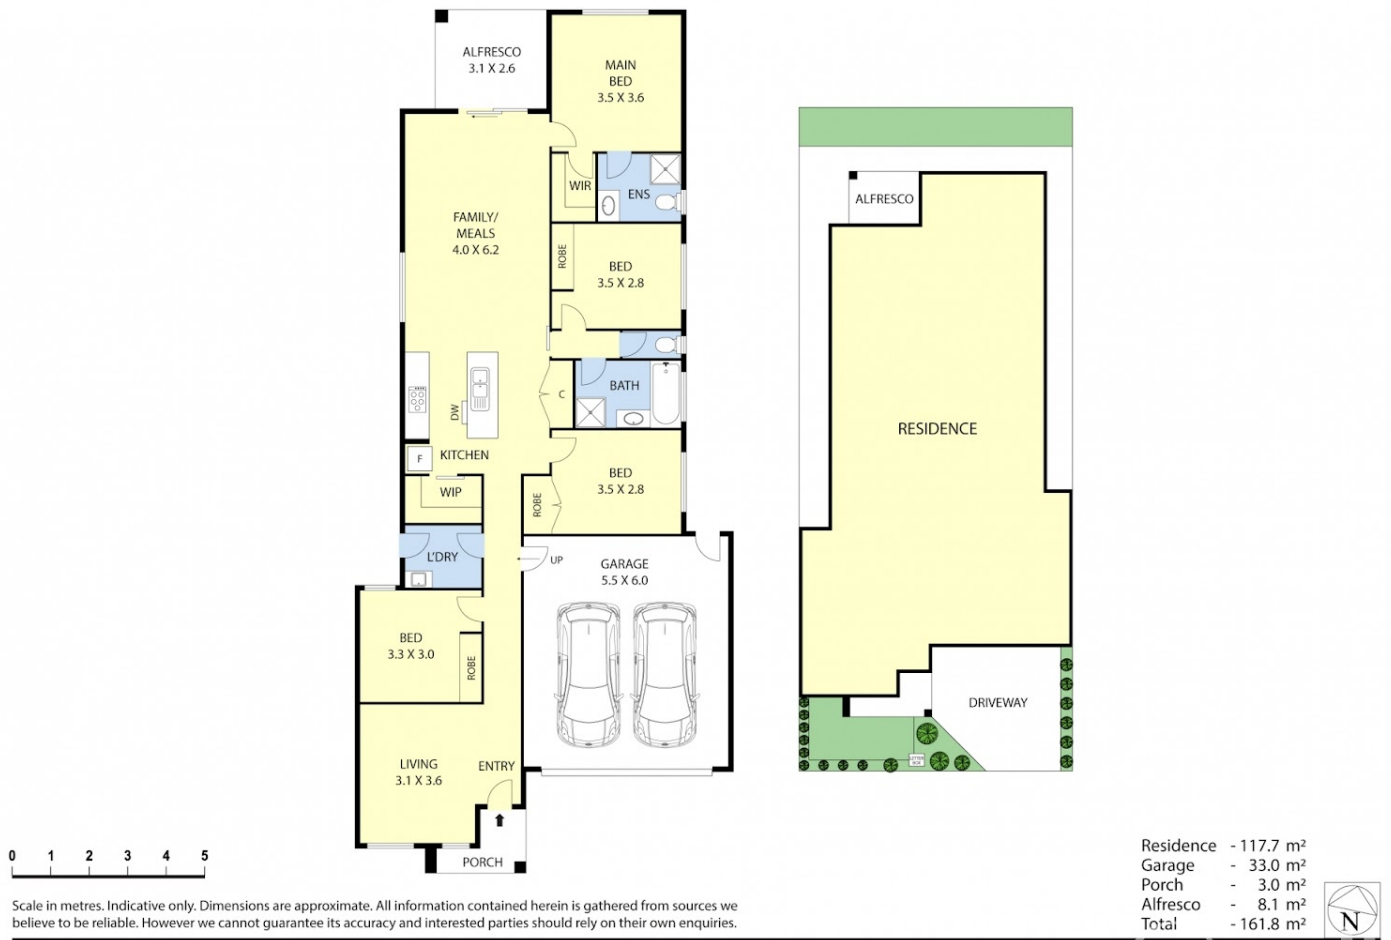 ALFRESCO
3.1 X 2.6
MAIN
BED
3.5 X 3.6
WIR
ENS
FAMILY/
MEALS
4.0 X 6.2
ROBE
BED
3.5 X 2.8
C
BATH
DW
F
KITCHEN
WIP
ROBE
BED
3.5 X 2.8
L'DRY
UP
GARAGE
5.5 X 6.0
BED
3.3 X 3.0
ROBE
LIVING
3.1 X 3.6
ENTRY
PORCH
ALFRESCO
RESIDENCE
DRIVEWAY
LETTER
BOX
0 1 2 3 4 5
Scale in metres. Indicative only. Dimensions are approximate. All information contained herein is gathered from sources we
believe to be reliable. However we cannot guarantee its accuracy and interested parties should rely on their own enquiries.
Residence - 117.7 m²
Garage - 33.0 m²
Porch - 3.0 m²
Alfresco - 8.1 m²
Total - 161.8 m²
N